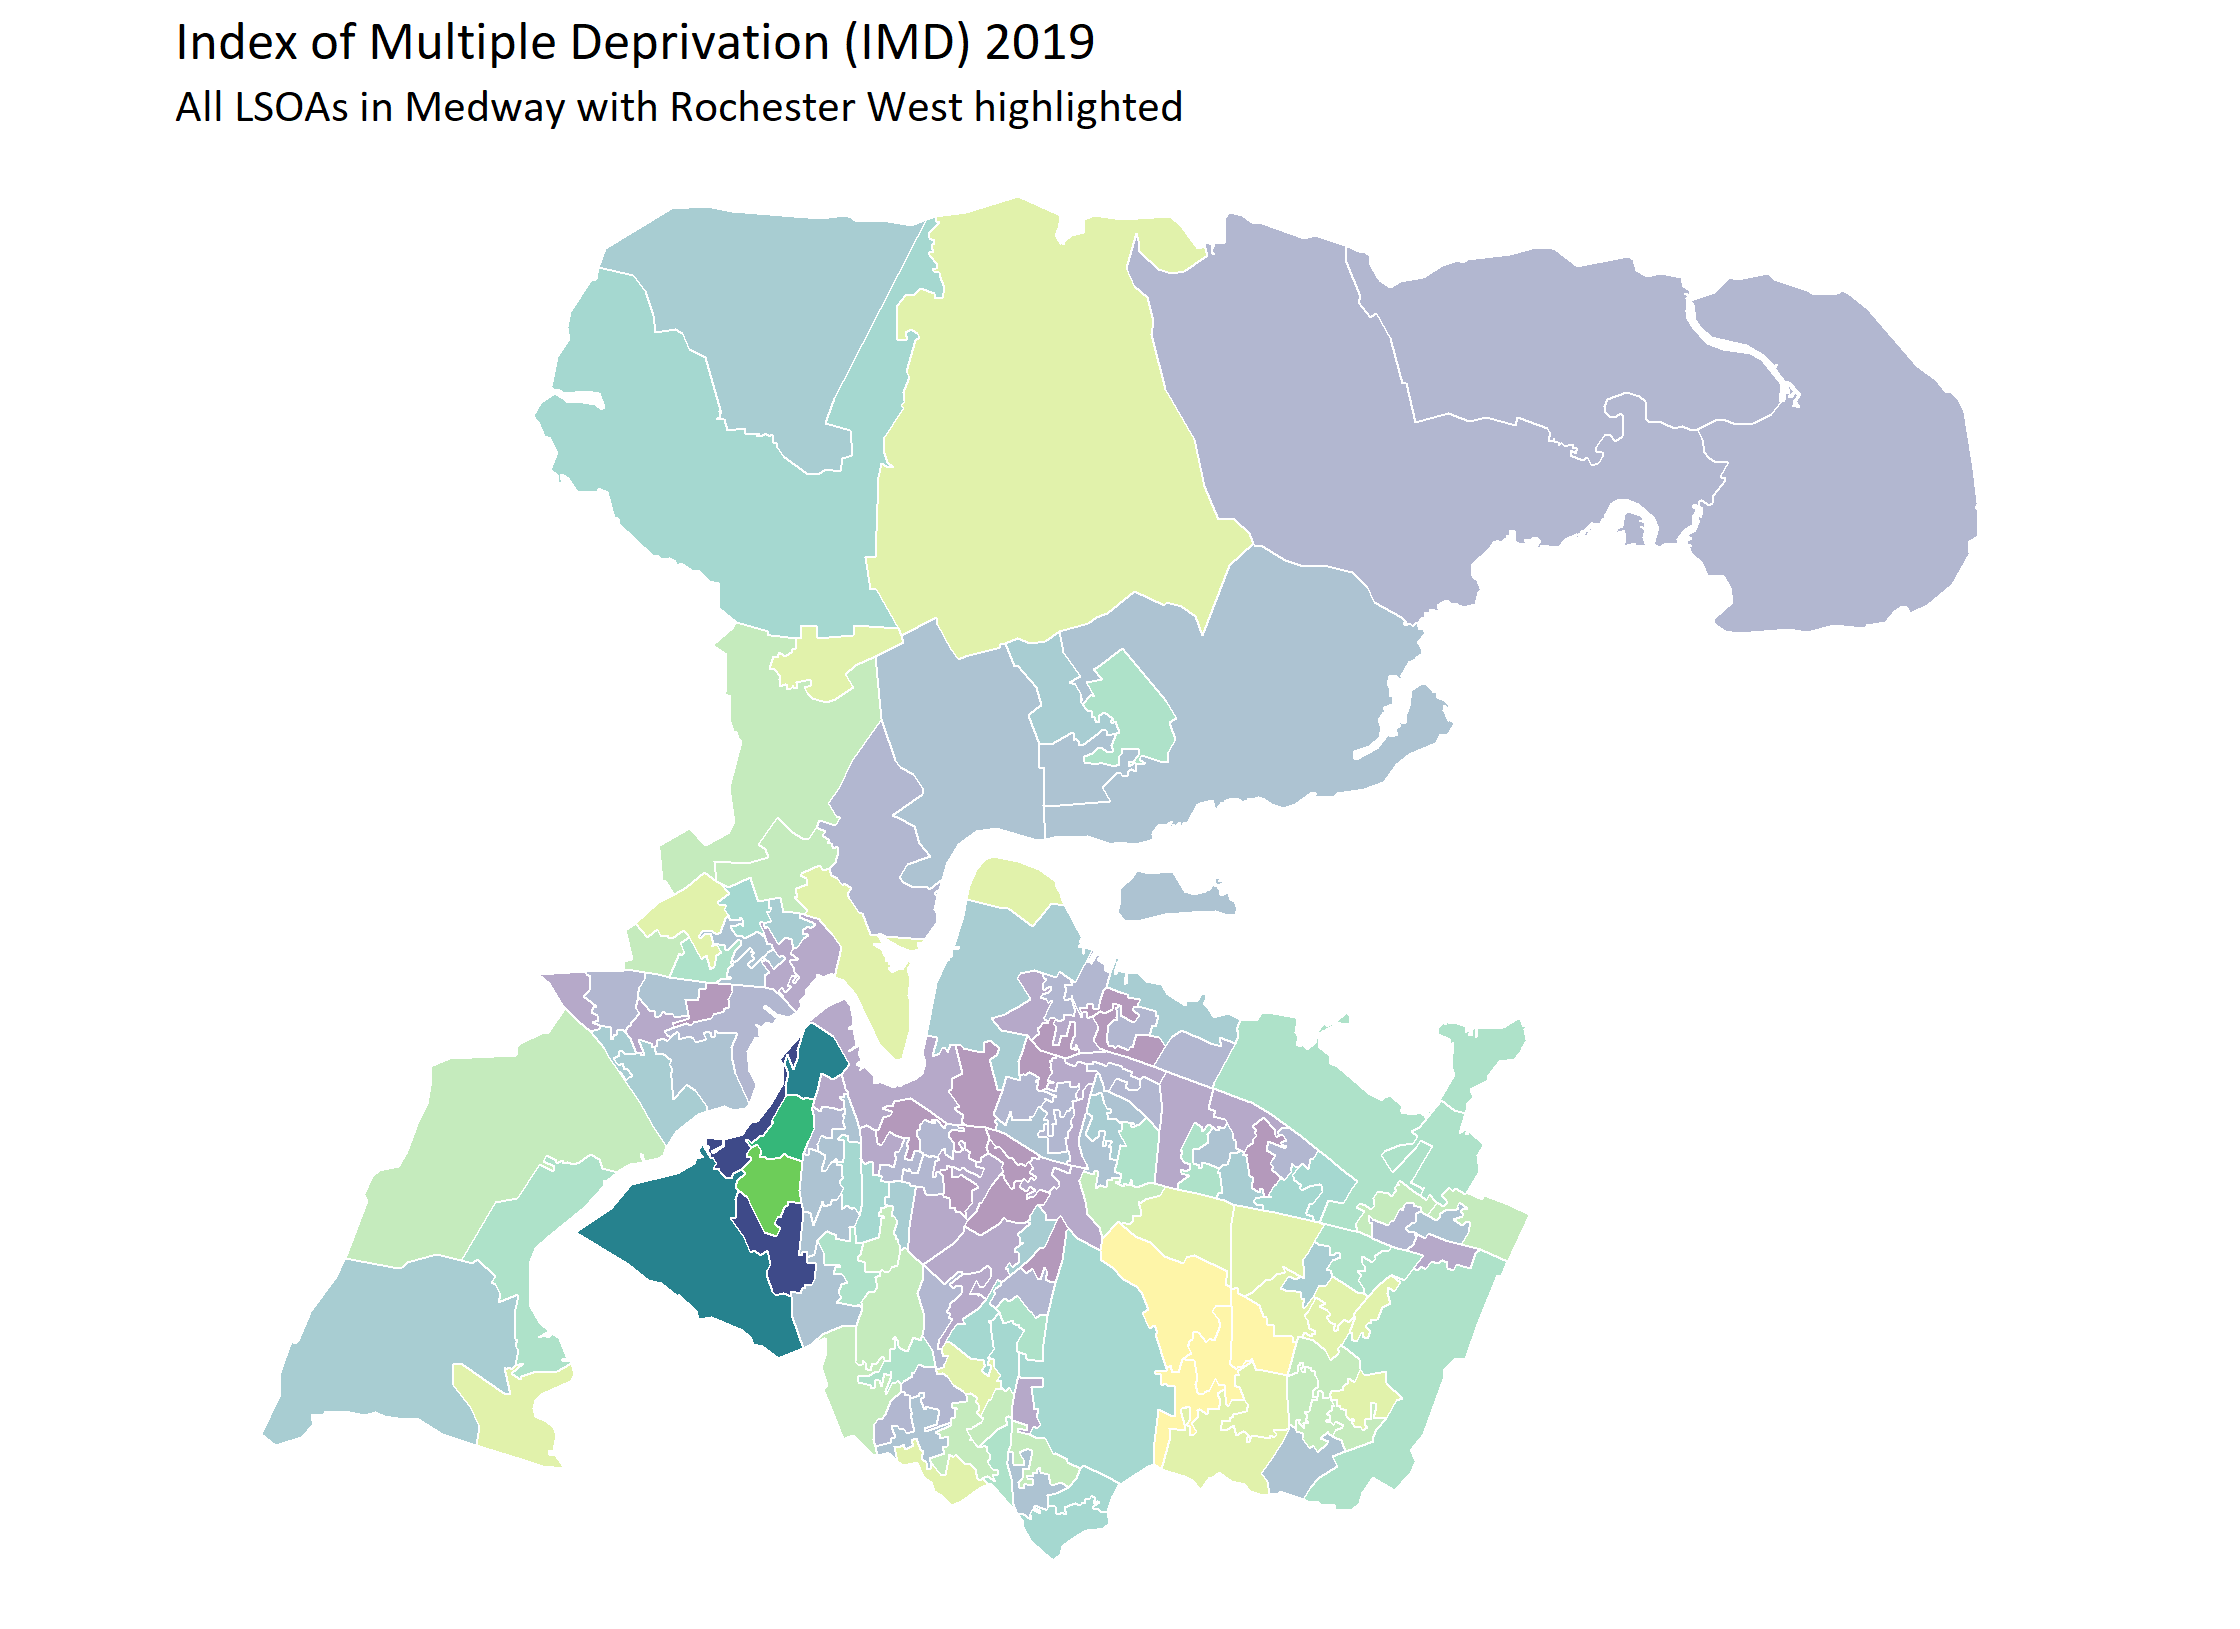 Index of Multiple Deprivation (IMD) 2019
All LSOAs in Medway with Rochester West highlighted